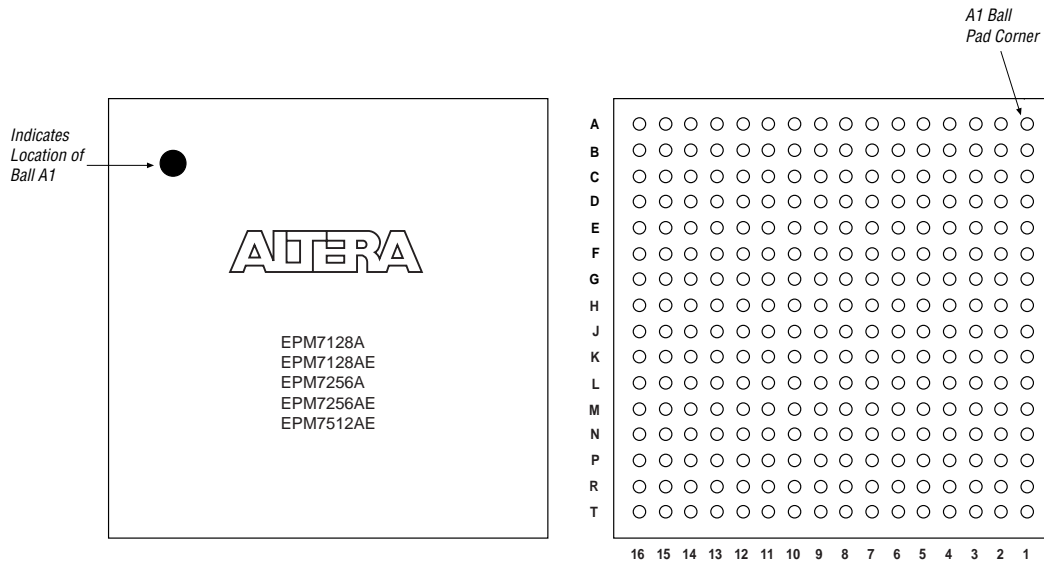 A1 Ball
Pad Corner
Indicates
Location of
Ball A1
ALTERA
EPM7128A
EPM7128AE
EPM7256A
EPM7256AE
EPM7512AE
A
B
C
D
E
F
G
H
J
K
L
M
N
P
R
T
16 15 14 13 12 11 10 9 8 7 6 5 4 3 2 1